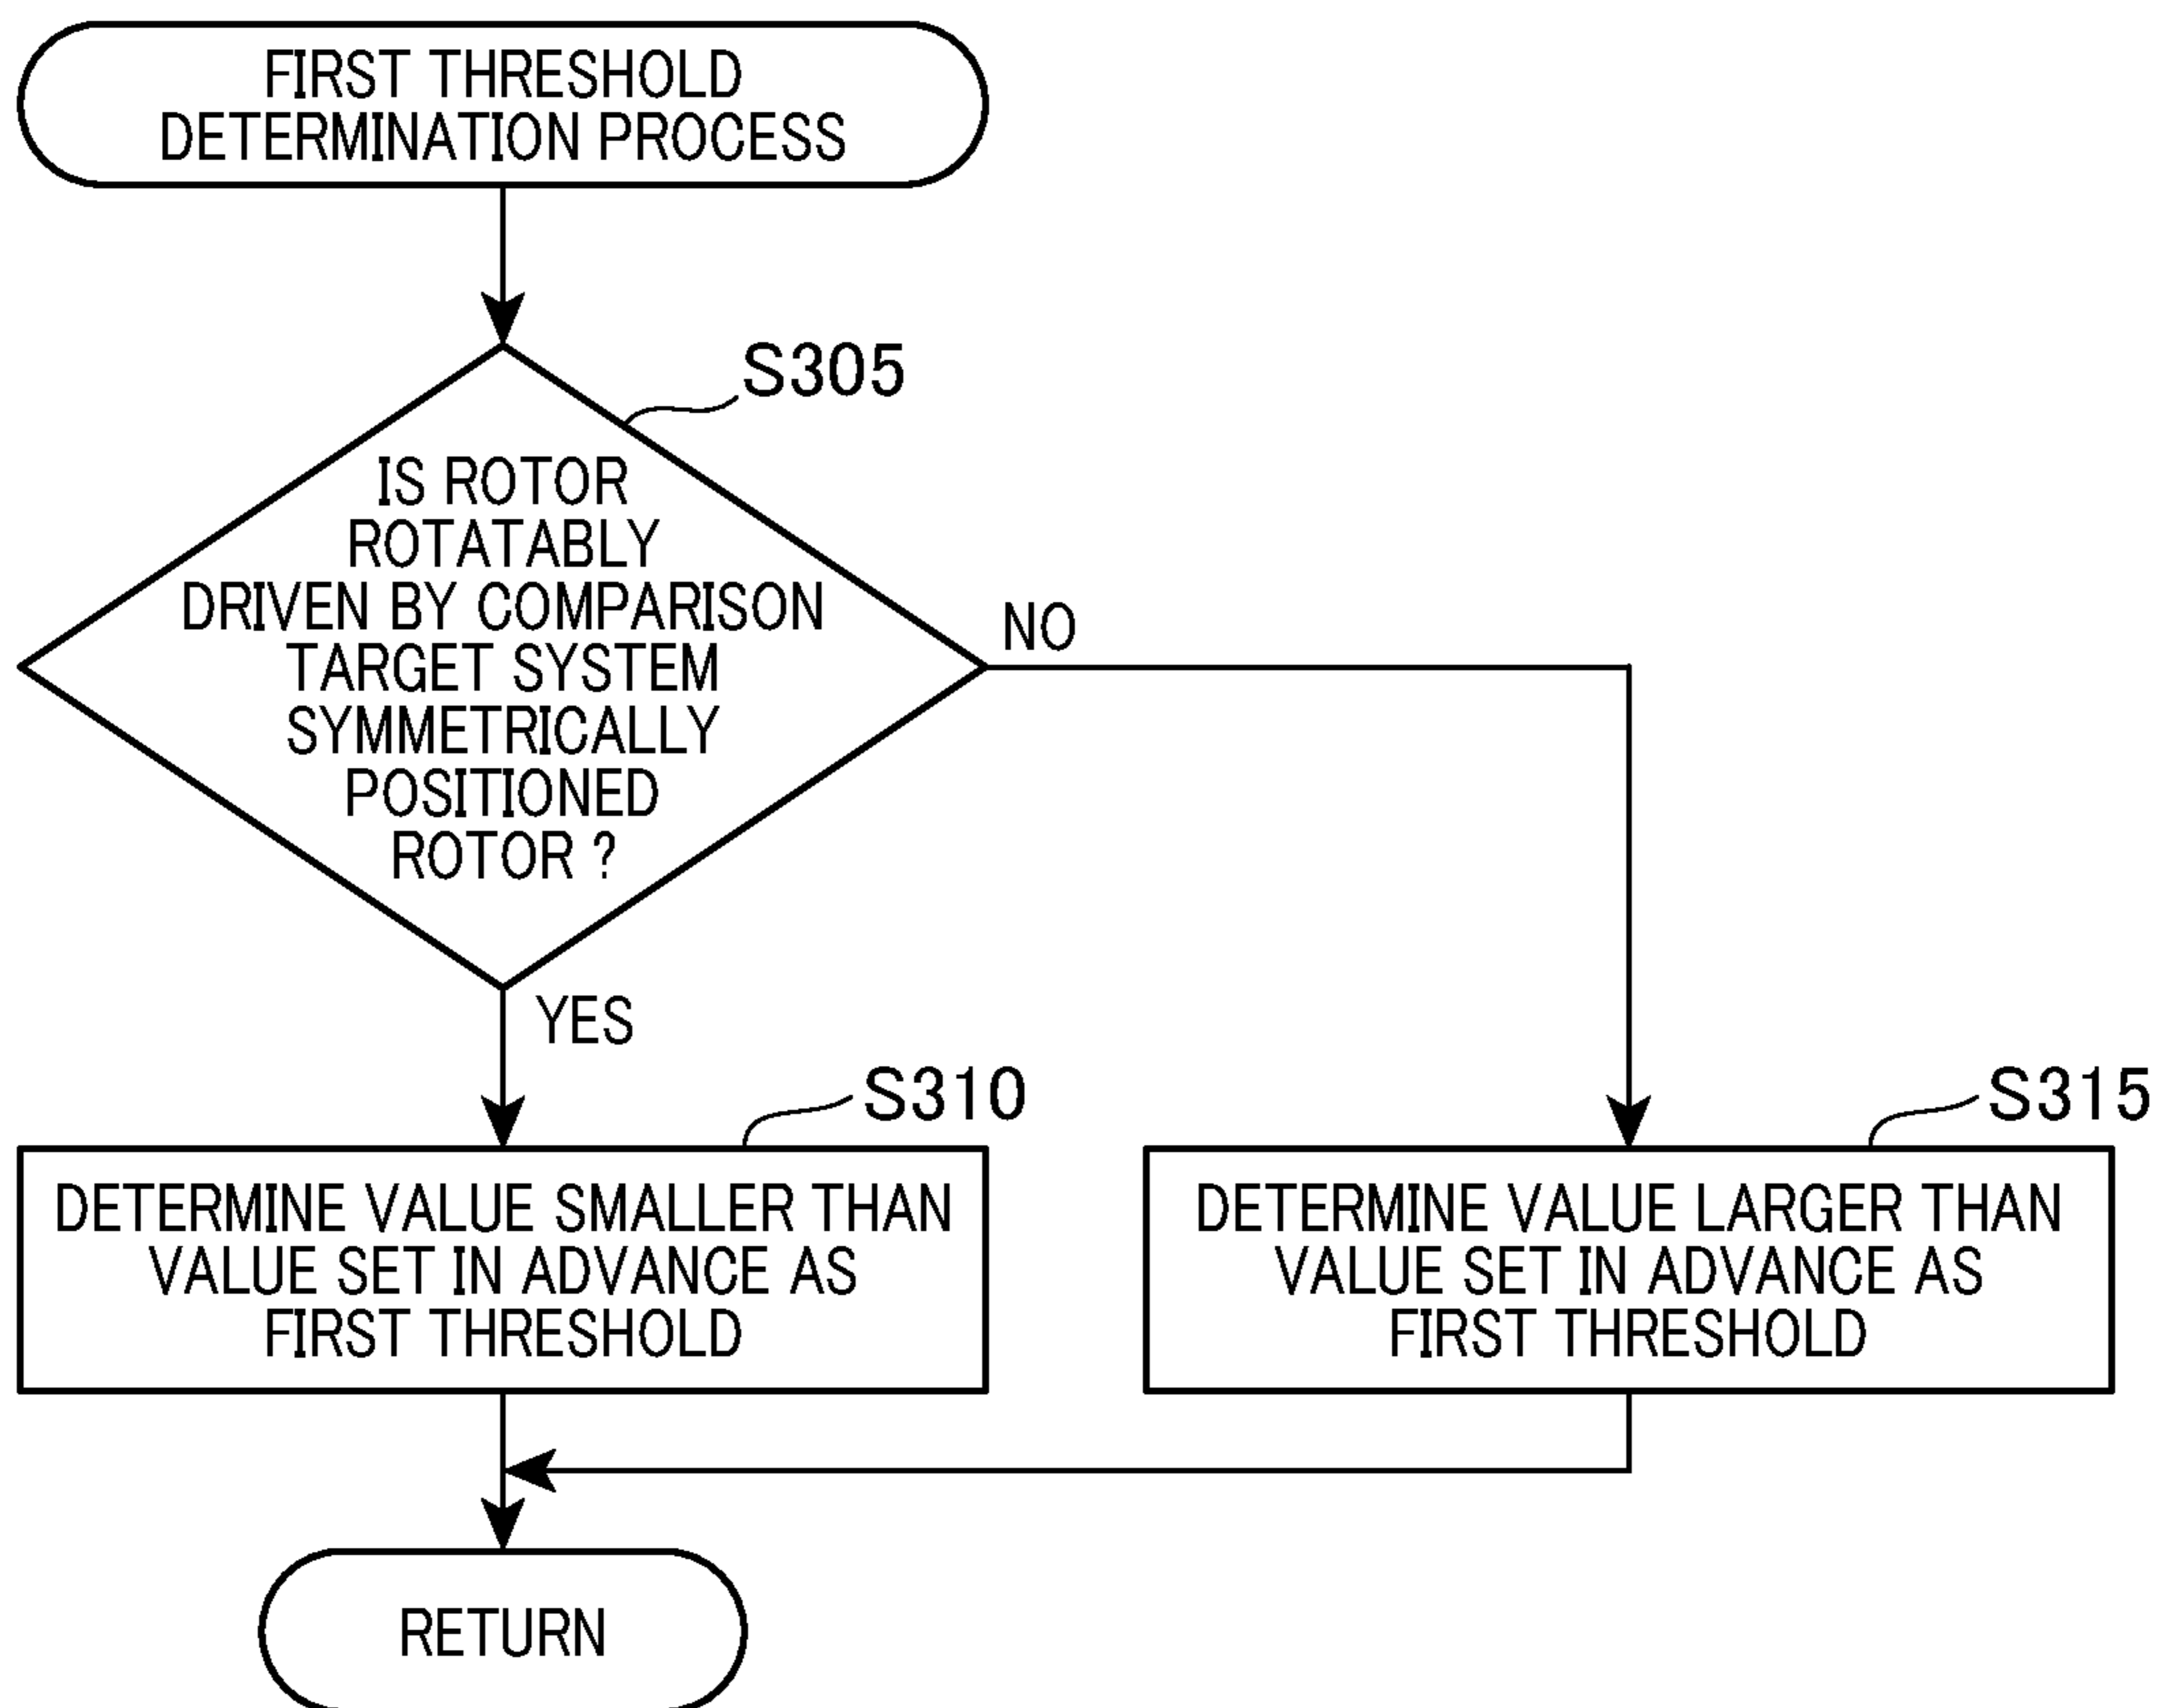 FIRST THRESHOLD
DETERMINATION PROCESS
S305
IS ROTOR
ROTATABLY
DRIVEN BY COMPARISON
TARGET SYSTEM
SYMMETRICALLY
POSITIONED
ROTOR ?
NO
YES
S310
DETERMINE VALUE SMALLER THAN
VALUE SET IN ADVANCE AS
FIRST THRESHOLD
S315
DETERMINE VALUE LARGER THAN
VALUE SET IN ADVANCE AS
FIRST THRESHOLD
RETURN